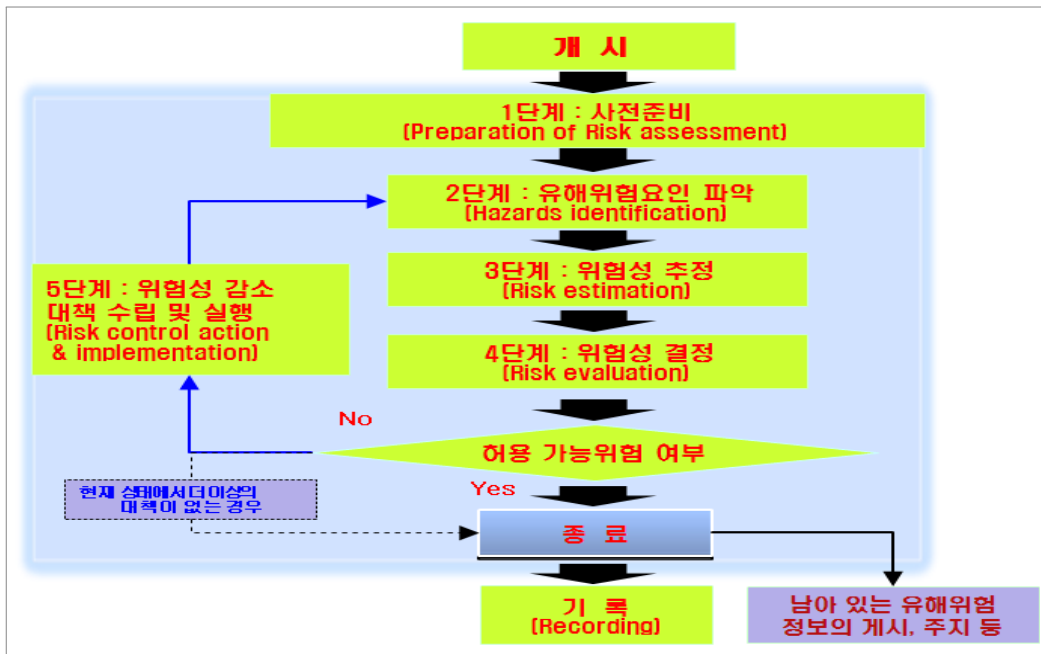 개 시
1단계 : 사전준비
(Preparation of Risk assessment)
2단계 : 유해위험요인 파악
(Hazards identification)
3단계 : 위험성 추정
(Risk estimation)
5단계 : 위험성 감소
대책 수립 및 실행
(Risk control action
& implementation)
4단계 : 위험성 결정
(Risk evaluation)
No
허용 가능위험 여부
Yes
현재 상태에서 더 이상의
대책이 없는 경우
종 료
기 록
(Recording)
남아 있는 유해위험
정보의 게시, 주지 등